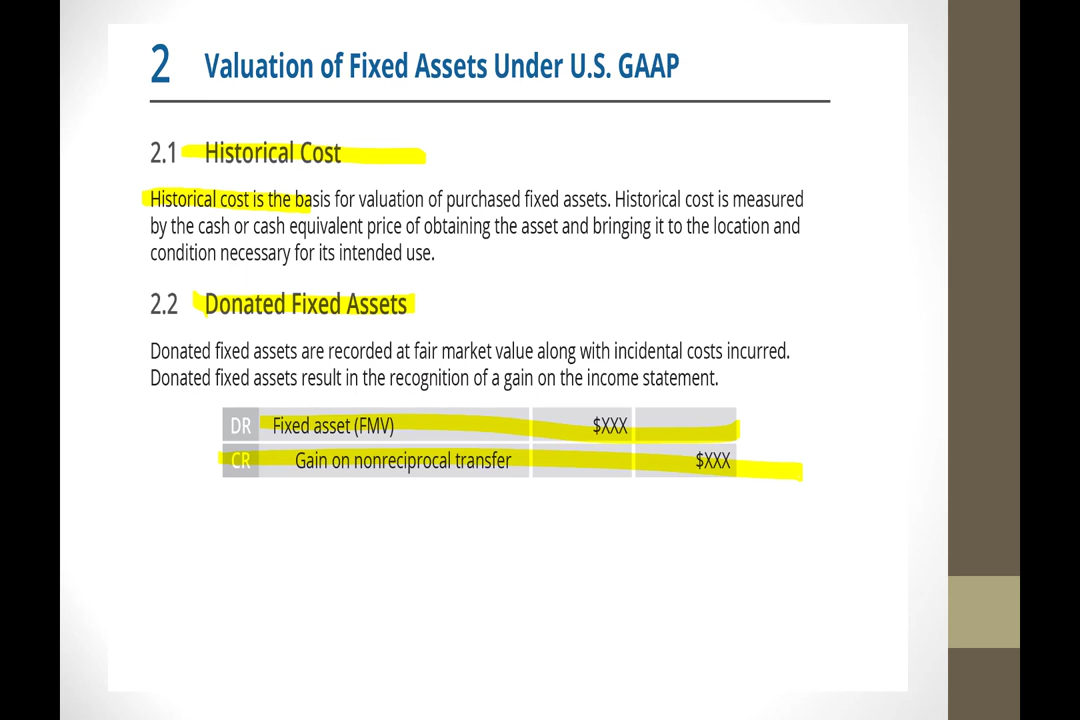 2 Valuation of Fixed Assets Under U.S. GAAP
2.1 Historical Cost
Historical cost is the basis for valuation of purchased fixed assets. Historical cost is measured
by the cash or cash equivalent price of obtaining the asset and bringing it to the location and
condition necessary for its intended use.
2.2 Donated Fixed Assets
Donated fixed assets are recorded at fair market value along with incidental costs incurred.
Donated fixed assets result in the recognition of a gain on the income statement.
DR Fixed asset (FMV) $XXX
CR Gain on nonreciprocal transfer $XXX